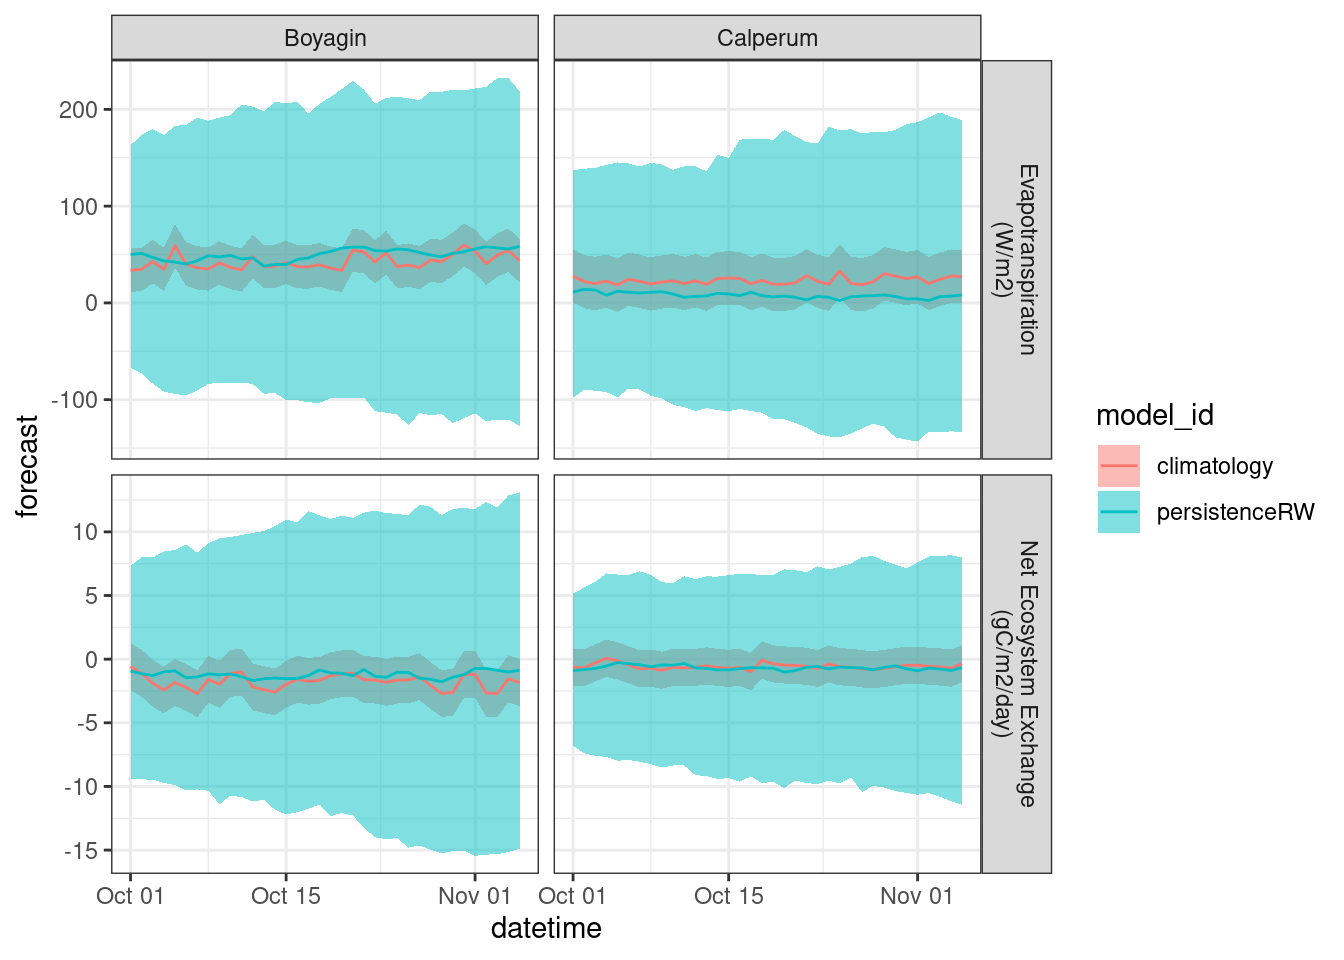 Boyagin
Calperum
200
100
0
-100
Evapotranspiration
(W/m2)
10
5
0
-5
-10
-15
Net Ecosystem Exchange
(gC/m2/day)
forecast
Oct 01
Oct 15
Nov 01
Oct 01
Oct 15
Nov 01
datetime
model_id
climatology
persistenceRW